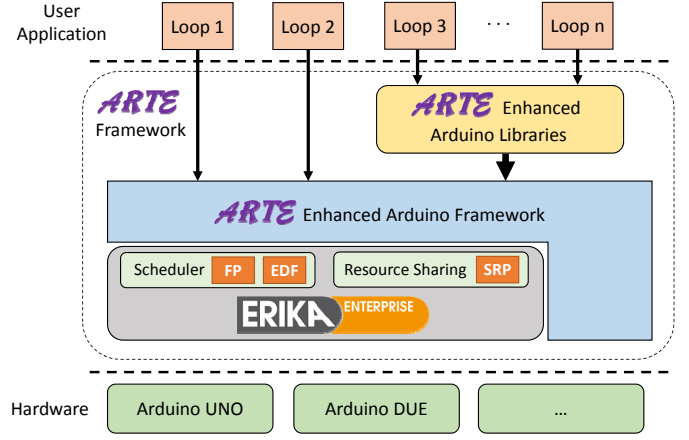 User
Application
Loop 1
Loop 2
Loop 3
. . .
Loop n
ARTE
Framework
ARTE Enhanced
Arduino Libraries
ARTE Enhanced Arduino Framework
Scheduler FP EDF
Resource Sharing SRP
ERIKA ENTERPRISE
Hardware
Arduino UNO
Arduino DUE
...